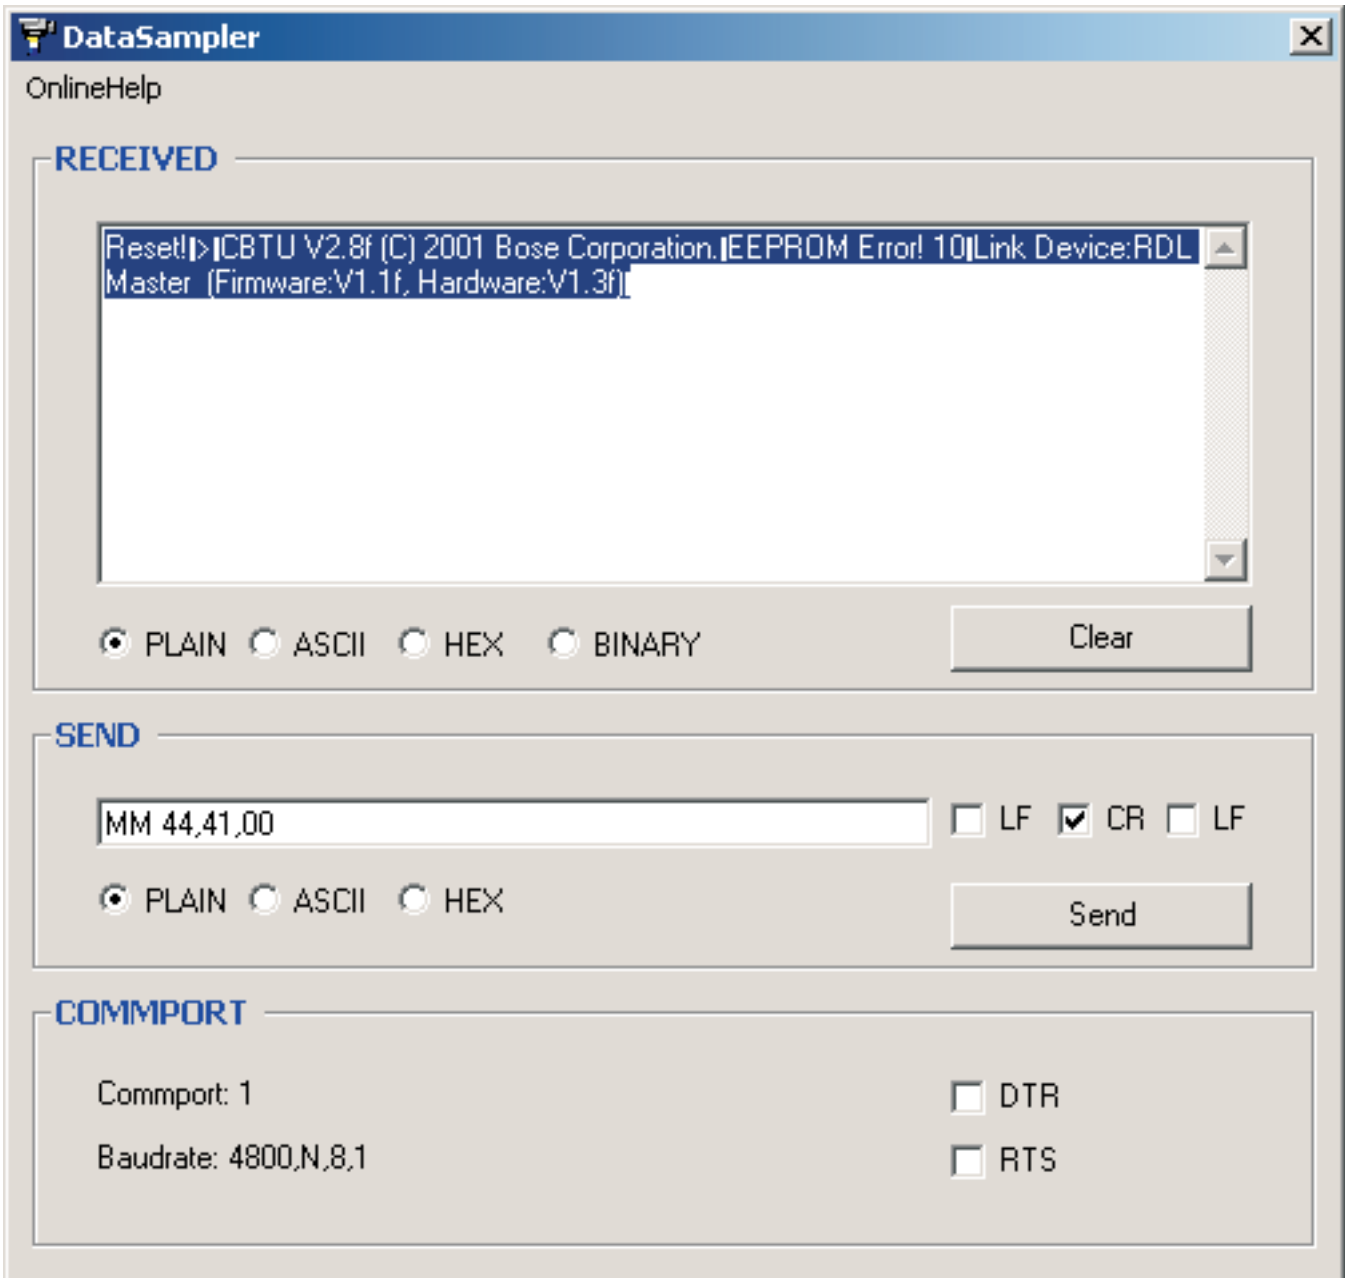 DataSampler
OnlineHelp
RECEIVED
Reset!|>|CBTU V2.8f (C) 2001 Bose Corporation.|EEPROM Error! 10|Link Device:RDL
Master (Firmware:V1.1f, Hardware:V1.3f)|
PLAIN ASCII HEX BINARY Clear
SEND
MM 44,41,00 LF CR LF
PLAIN ASCII HEX Send
COMMPORT
Commport: 1 DTR
Baudrate: 4800,N,8,1 RTS